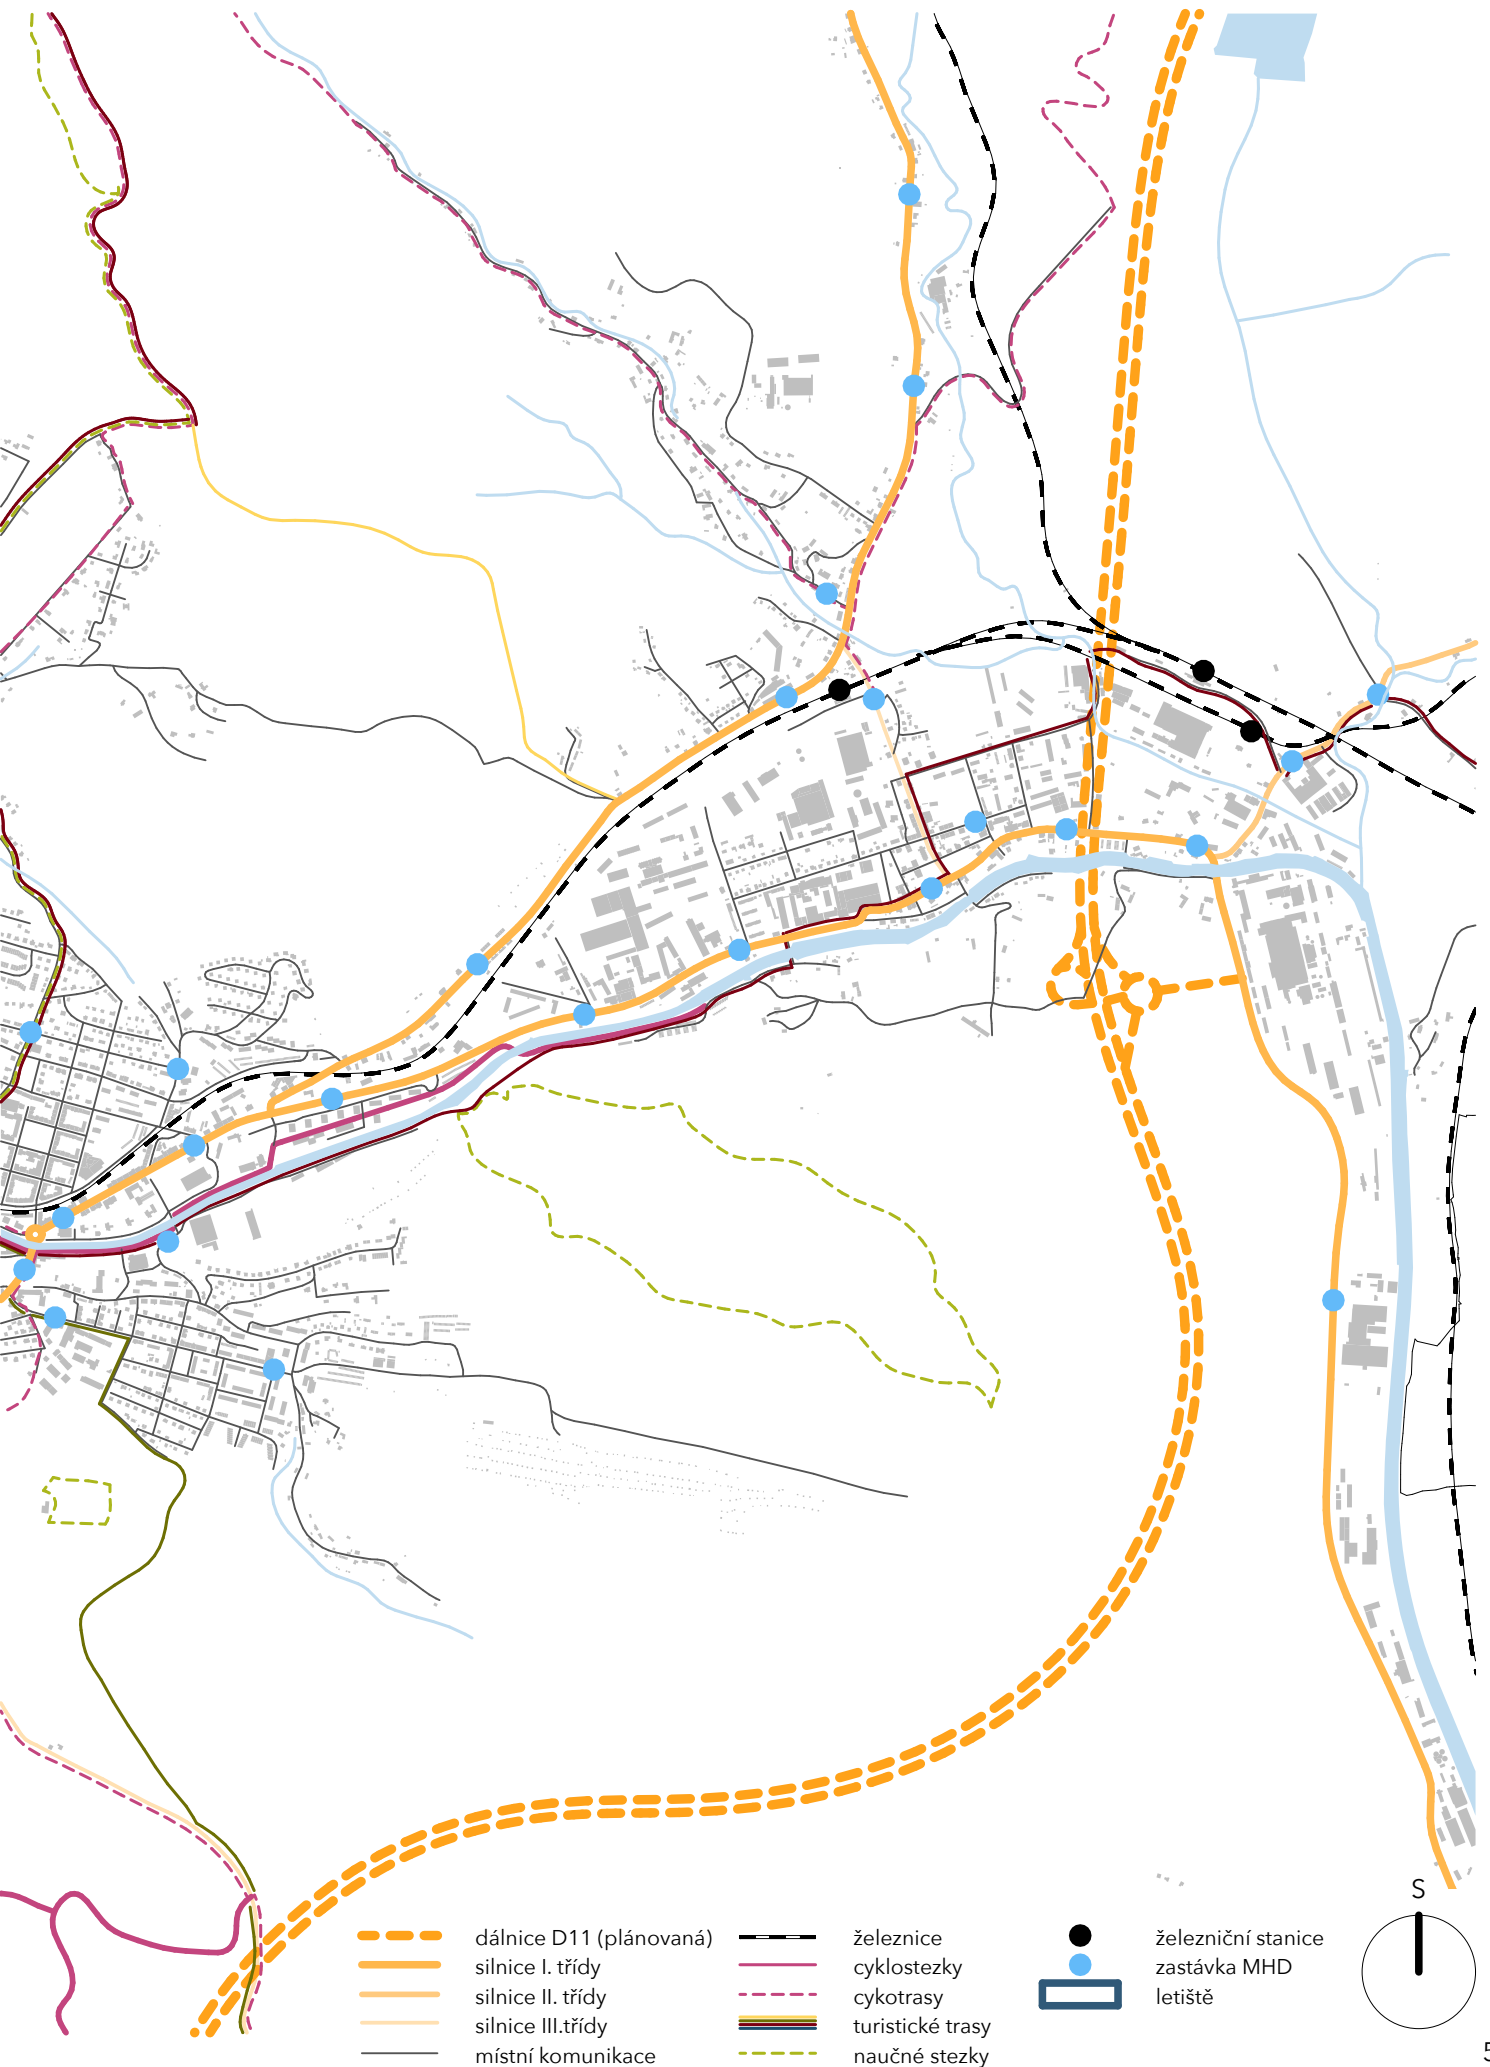 S
dálnice D11 (plánovaná)
silnice I. třídy
silnice II. třídy
silnice III.třídy
místní komunikace
železnice
cyklostezky
cykotrasy
turistické trasy
naučné stezky
železniční stanice
zastávka MHD
letiště